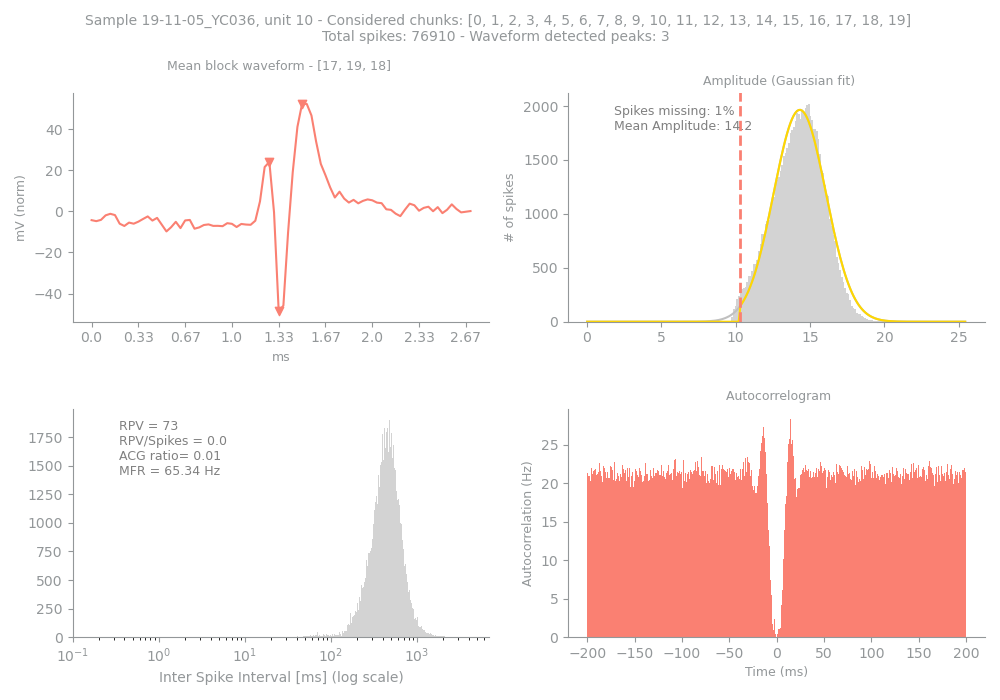 Sample 19-11-05_YC036, unit 10 - Considered chunks: [0, 1, 2, 3, 4, 5, 6, 7, 8, 9, 10, 11, 12, 13, 14, 15, 16, 17, 18, 19]
Total spikes: 76910 - Waveform detected peaks: 3
Mean block waveform - [17, 19, 18]
mV (norm)
40
20
0
−20
−40
0.0 0.33 0.67 1.0 1.33 1.67 2.0 2.33 2.67
ms
Amplitude (Gaussian fit)
Spikes missing: 1%
Mean Amplitude: 14.2
# of spikes
2000
1500
1000
500
0
0 5 10 15 20 25
RPV = 73
RPV/Spikes = 0.0
ACG ratio= 0.01
MFR = 65.34 Hz
1750
1500
1250
1000
750
500
250
0
10⁻¹ 10⁰ 10¹ 10² 10³
Inter Spike Interval [ms] (log scale)
Autocorrelogram
Autocorrelation (Hz)
25
20
15
10
5
0
−200 −150 −100 −50 0 50 100 150 200
Time (ms)